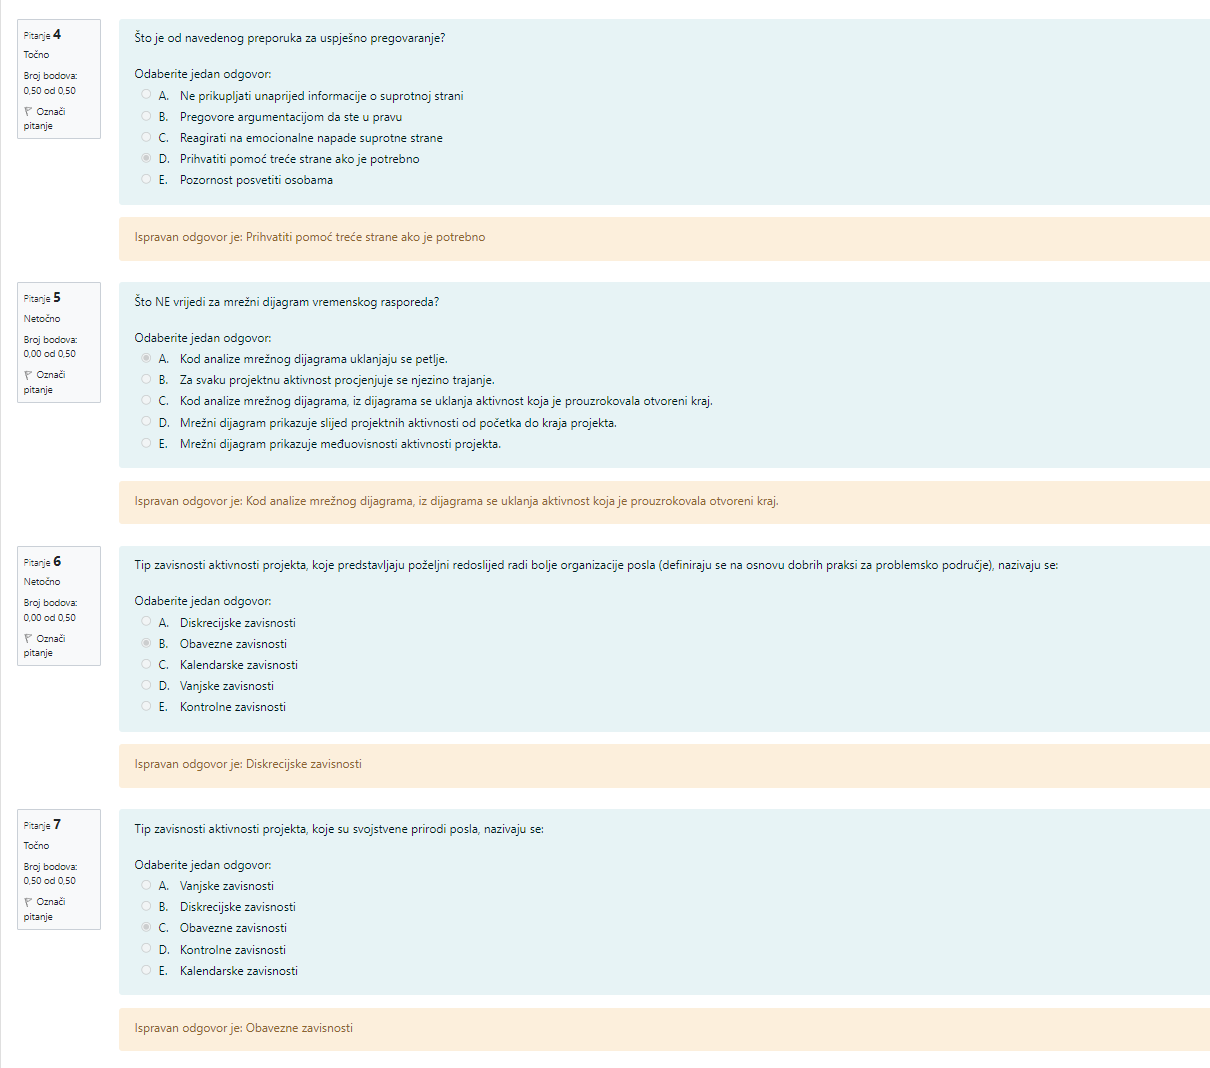 Pitanje 4
Točno
Broj bodova:
0,50 od 0,50
Označi
pitanje
Što je od navedenog preporuka za uspješno pregovaranje?
Odaberite jedan odgovor:
A. Ne prikupljati unaprijed informacije o suprotnoj strani
B. Pregovore argumentacijom da ste u pravu
C. Reagirati na emocionalne napade suprotne strane
D. Prihvatiti pomoć treće strane ako je potrebno
E. Pozornost posvetiti osobama
Ispravan odgovor je: Prihvatiti pomoć treće strane ako je potrebno
Pitanje 5
Netočno
Broj bodova:
0,00 od 0,50
Označi
pitanje
Što NE vrijedi za mrežni dijagram vremenskog rasporeda?
Odaberite jedan odgovor:
A. Kod analize mrežnog dijagrama uklanjaju se petlje.
B. Za svaku projektnu aktivnost procjenjuje se njezino trajanje.
C. Kod analize mrežnog dijagrama, iz dijagrama se uklanja aktivnost koja je prouzrokovala otvoreni kraj.
D. Mrežni dijagram prikazuje slijed projektnih aktivnosti od početka do kraja projekta.
E. Mrežni dijagram prikazuje međuovisnosti aktivnosti projekta.
Ispravan odgovor je: Kod analize mrežnog dijagrama, iz dijagrama se uklanja aktivnost koja je prouzrokovala otvoreni kraj.
Pitanje 6
Netočno
Broj bodova:
0,00 od 0,50
Označi
pitanje
Tip zavisnosti aktivnosti projekta, koje predstavljaju poželjni redoslijed radi bolje organizacije posla (definiraju se na osnovu dobrih praksi za problemsko područje), nazivaju se:
Odaberite jedan odgovor:
A. Diskrecijske zavisnosti
B. Obavezne zavisnosti
C. Kalendarske zavisnosti
D. Vanjske zavisnosti
E. Kontrolne zavisnosti
Ispravan odgovor je: Diskrecijske zavisnosti
Pitanje 7
Točno
Broj bodova:
0,50 od 0,50
Označi
pitanje
Tip zavisnosti aktivnosti projekta, koje su svojstvene prirodi posla, nazivaju se:
Odaberite jedan odgovor:
A. Vanjske zavisnosti
B. Diskrecijske zavisnosti
C. Obavezne zavisnosti
D. Kontrolne zavisnosti
E. Kalendarske zavisnosti
Ispravan odgovor je: Obavezne zavisnosti